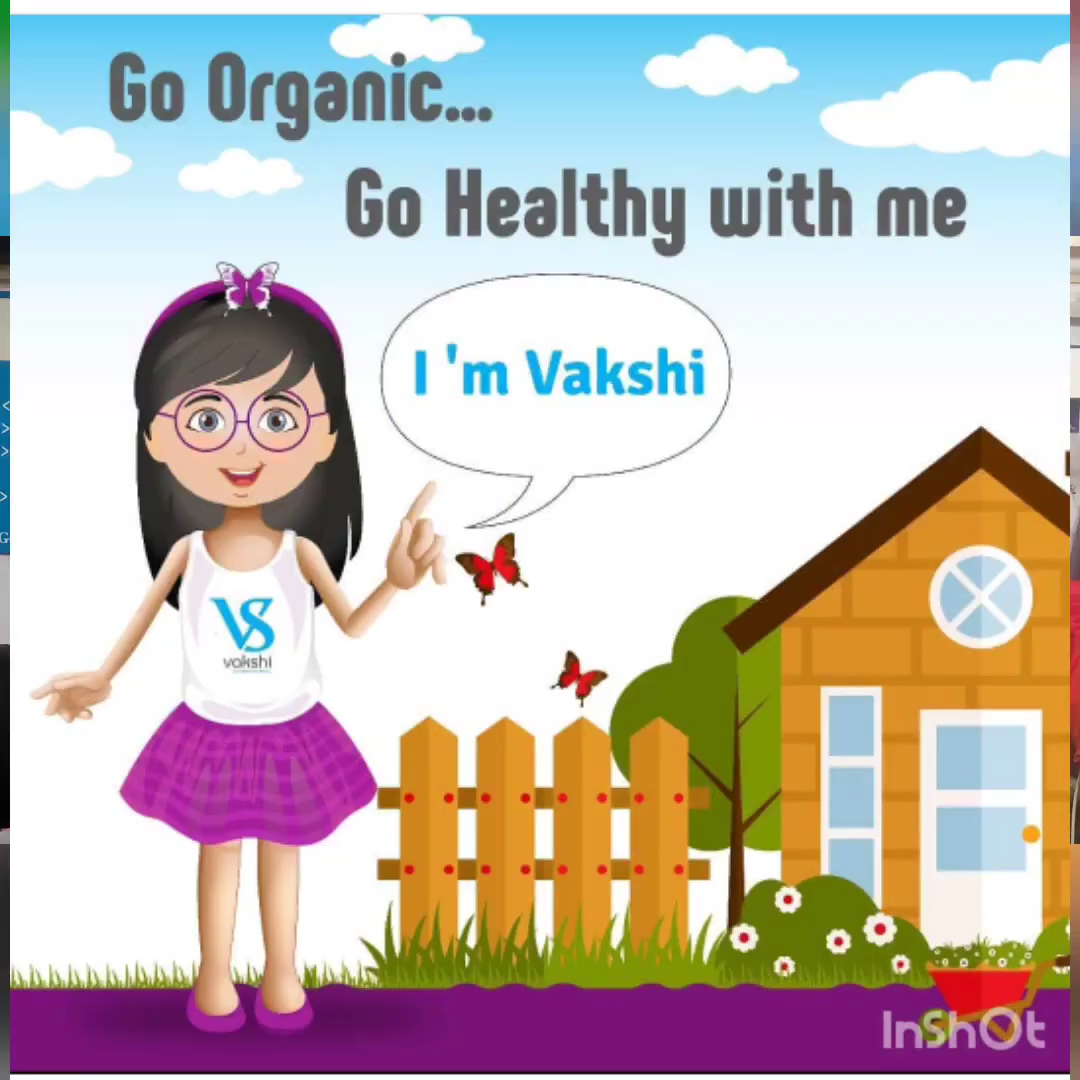 Go Organic...
Go Healthy with me
I 'm Vakshi
VS
vakshi
InShOt